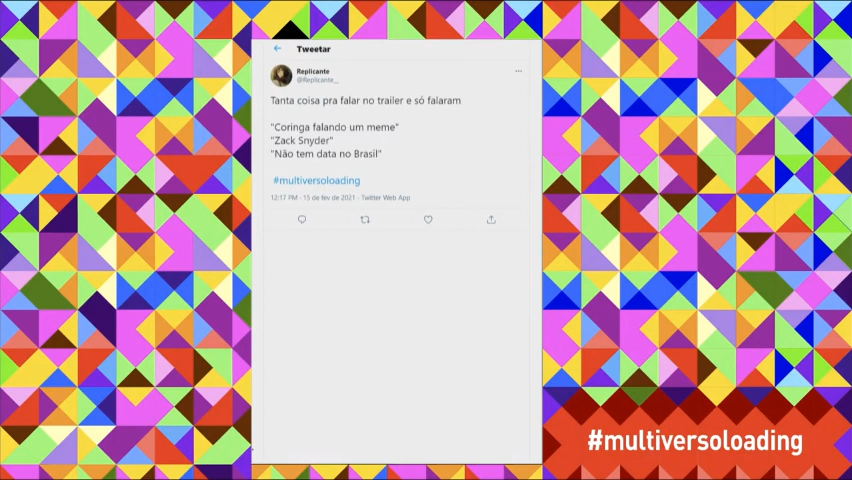 Tweetar
Replicante
@Replicante_
Tanta coisa pra falar no trailer e só falaram
"Coringa falando um meme"
"Zack Snyder"
"Não tem data no Brasil"
#multiversoloading
12:17 PM · 15 de fev de 2021 · Twitter Web App
#multiversoloading